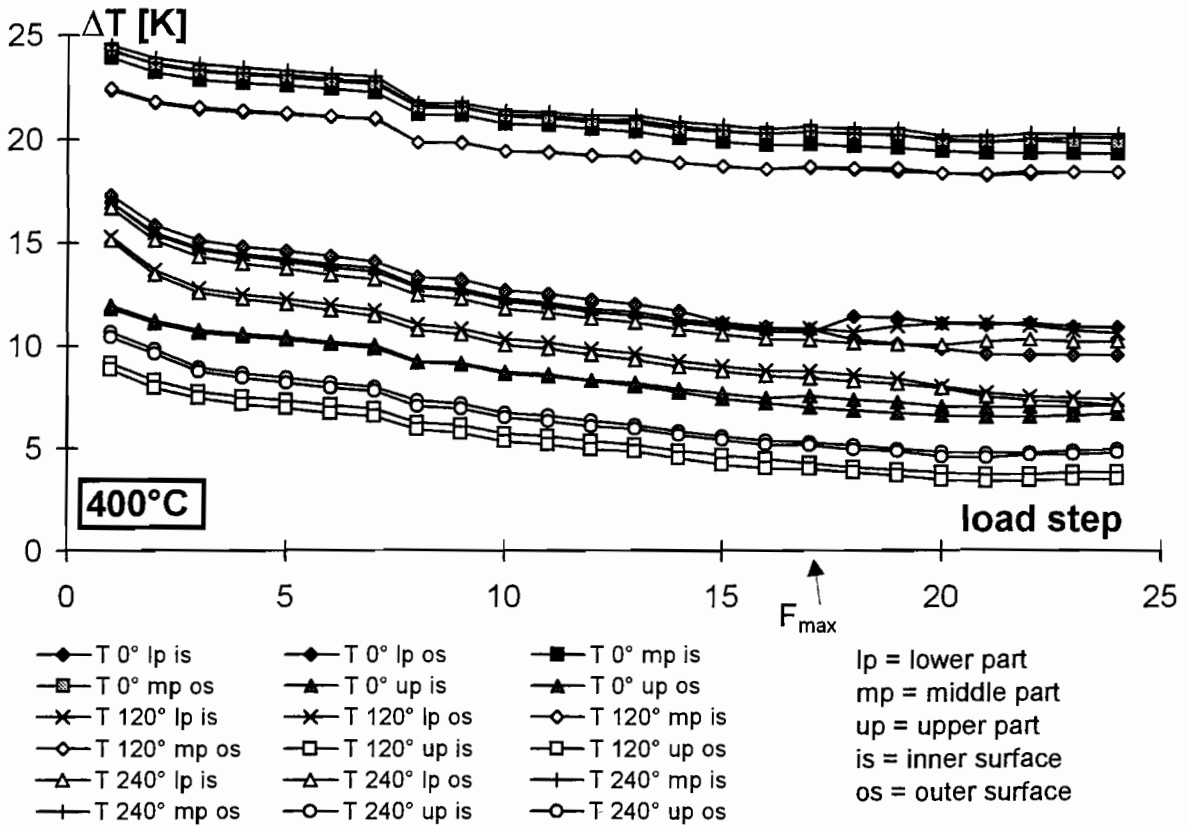 ΔT [K]
25
20
15
10
5
0
400°C
load step
0 5 10 15 20 25
F_max
T 0° lp is T 0° lp os T 0° mp is
T 0° mp os T 0° up is T 0° up os
T 120° lp is T 120° lp os T 120° mp is
T 120° mp os T 120° up is T 120° up os
T 240° lp is T 240° lp os T 240° mp is
T 240° mp os T 240° up is T 240° up os
lp = lower part
mp = middle part
up = upper part
is = inner surface
os = outer surface